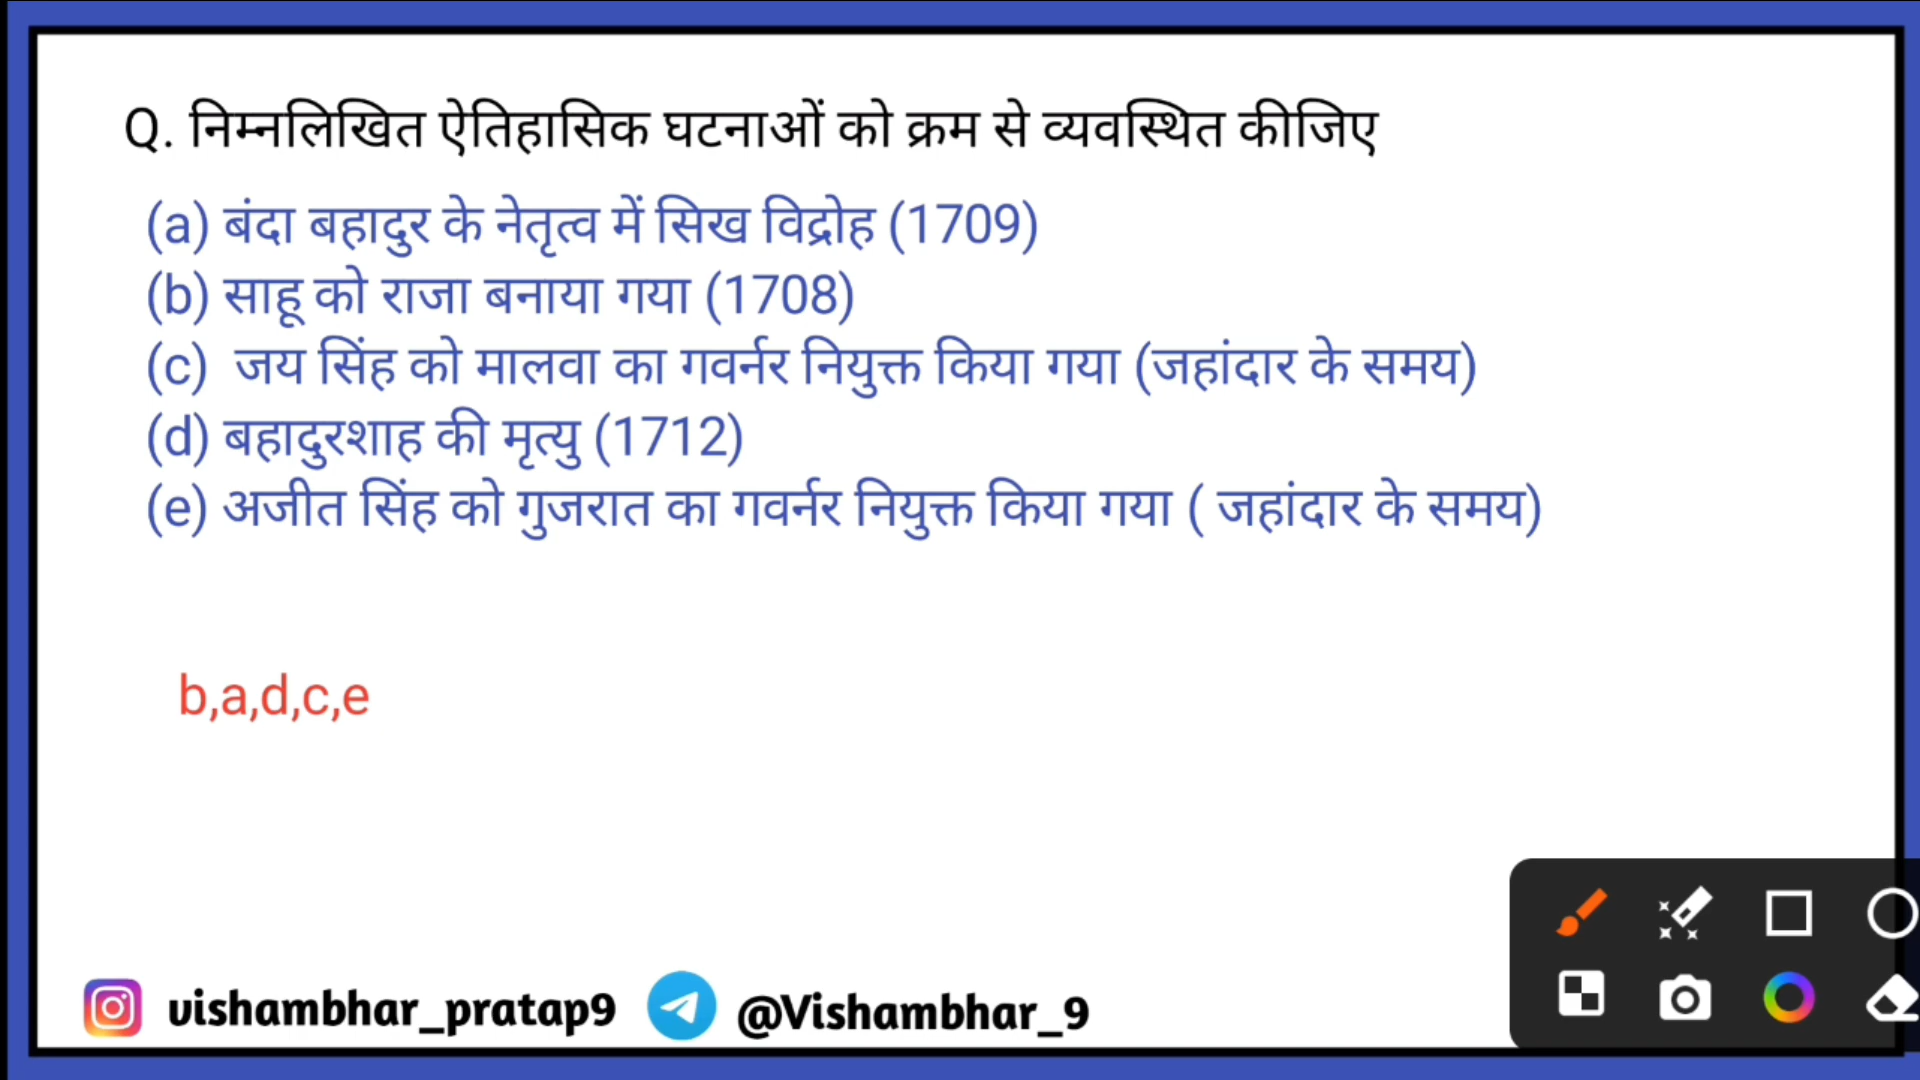 Q. निम्नलिखित ऐतिहासिक घटनाओं को क्रम से व्यवस्थित कीजिए
(a) बंदा बहादुर के नेतृत्व में सिख विद्रोह (1709)
(b) साहू को राजा बनाया गया (1708)
(c) जय सिंह को मालवा का गवर्नर नियुक्त किया गया (जहांदार के समय)
(d) बहादुरशाह की मृत्यु (1712)
(e) अजीत सिंह को गुजरात का गवर्नर नियुक्त किया गया ( जहांदार के समय)
b,a,d,c,e
vishambhar_pratap9 @Vishambhar_9